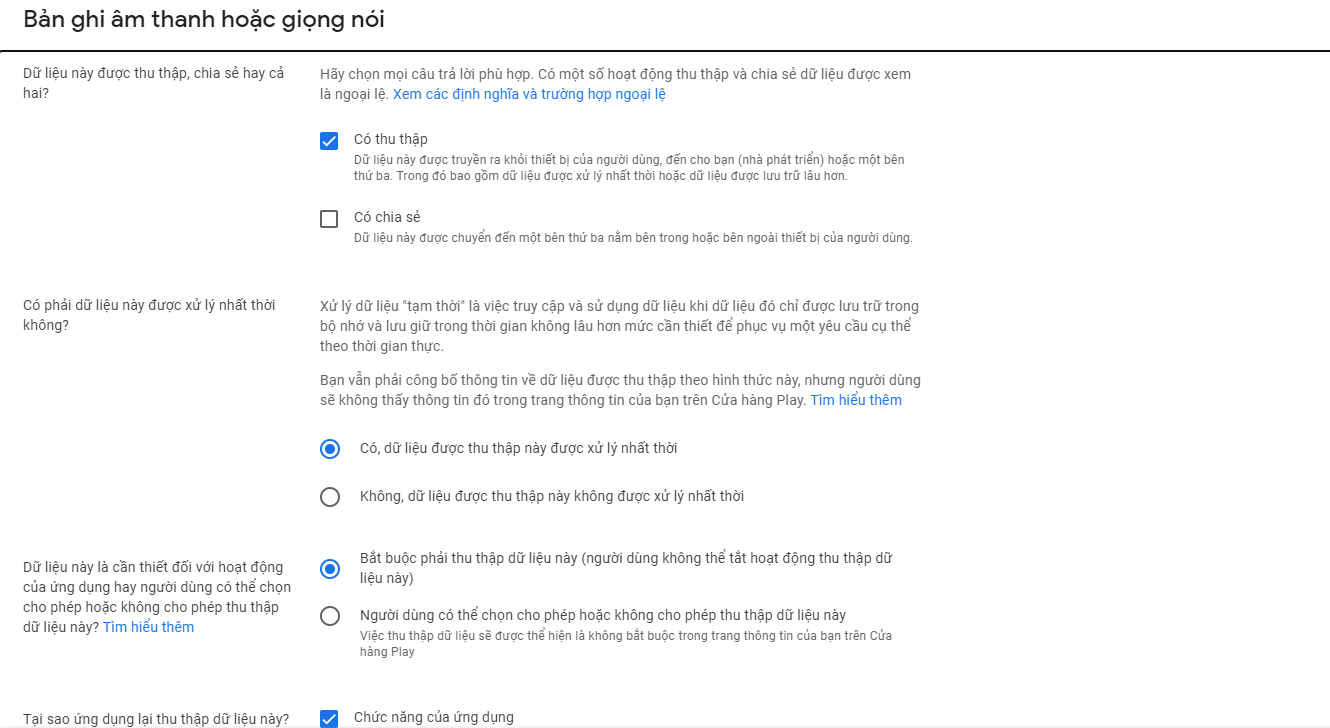 Bản ghi âm thanh hoặc giọng nói
Dữ liệu này được thu thập, chia sẻ hay cả
hai?
Hãy chọn mọi câu trả lời phù hợp. Có một số hoạt động thu thập và chia sẻ dữ liệu được xem
là ngoại lệ. Xem các định nghĩa và trường hợp ngoại lệ
Có thu thập
Dữ liệu này được truyền ra khỏi thiết bị của người dùng, đến cho bạn (nhà phát triển) hoặc một bên
thứ ba. Trong đó bao gồm dữ liệu được xử lý nhất thời hoặc dữ liệu được lưu trữ lâu hơn.
Có chia sẻ
Dữ liệu này được chuyển đến một bên thứ ba nằm bên trong hoặc bên ngoài thiết bị của người dùng.
Có phải dữ liệu này được xử lý nhất thời
không?
Xử lý dữ liệu "tạm thời" là việc truy cập và sử dụng dữ liệu khi dữ liệu đó chỉ được lưu trữ trong
bộ nhớ và lưu giữ trong thời gian không lâu hơn mức cần thiết để phục vụ một yêu cầu cụ thể
theo thời gian thực.
Bạn vẫn phải công bố thông tin về dữ liệu được thu thập theo hình thức này, nhưng người dùng
sẽ không thấy thông tin đó trong trang thông tin của bạn trên Cửa hàng Play. Tìm hiểu thêm
Có, dữ liệu được thu thập này được xử lý nhất thời
Không, dữ liệu được thu thập này không được xử lý nhất thời
Dữ liệu này là cần thiết đối với hoạt động
của ứng dụng hay người dùng có thể chọn
cho phép hoặc không cho phép thu thập
dữ liệu này? Tìm hiểu thêm
Bắt buộc phải thu thập dữ liệu này (người dùng không thể tắt hoạt động thu thập dữ
liệu này)
Người dùng có thể chọn cho phép hoặc không cho phép thu thập dữ liệu này
Việc thu thập dữ liệu sẽ được thể hiện là không bắt buộc trong trang thông tin của bạn trên Cửa
hàng Play
Tại sao ứng dụng lại thu thập dữ liệu này?
Chức năng của ứng dụng